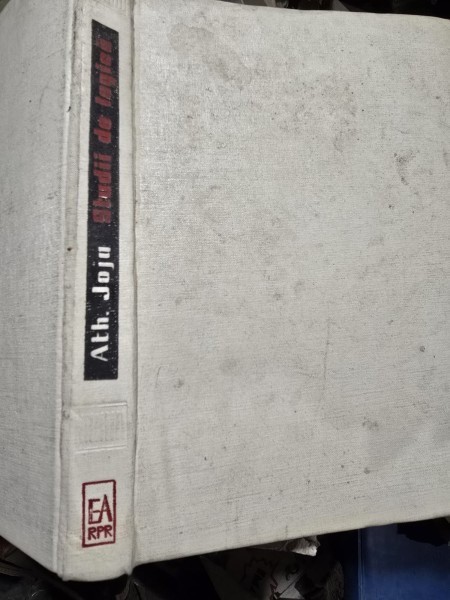 Ath. Joja Studii de logică
EA
RPR